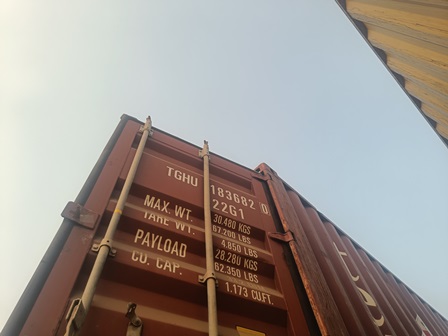 TGHU 183682 0
22G1
MAX. WT. 30.480 KGS
67.200 LBS
TARE WT. 4.850 LBS
PAYLOAD 28.280 KGS
62.350 LBS
CU. CAP. 1.173 CU.FT.